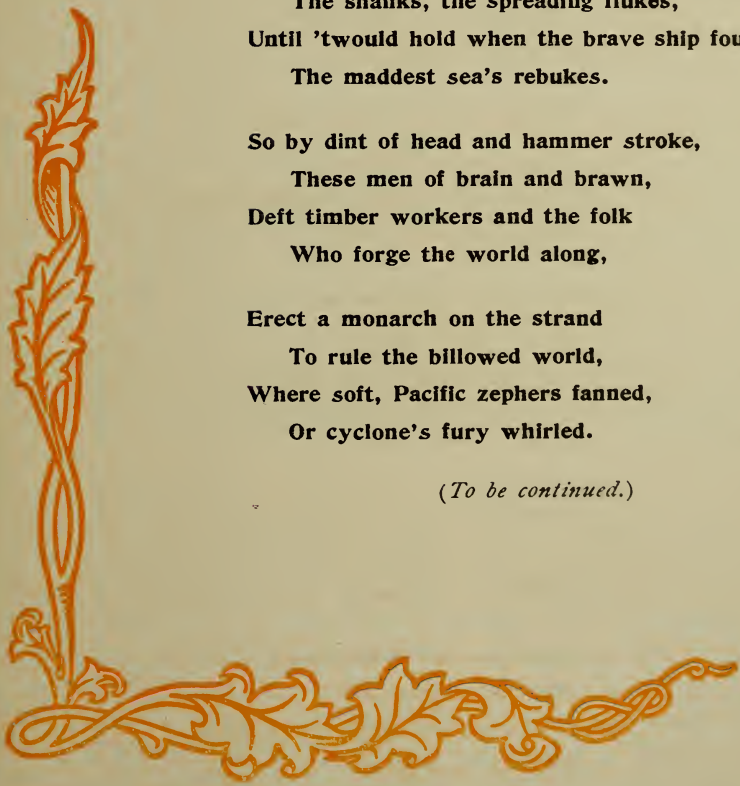 The shanks, the spreading flukes,
Until 'twould hold when the brave ship
The maddest sea's rebukes.
So by dint of head and hammer stroke,
These men of brain and brawn,
Deft timber workers and the folk
Who forge the world along,
Erect a monarch on the strand
To rule the billowed world,
Where soft, Pacific zephers fanned,
Or cyclone's fury whirled.
(To be continued.)